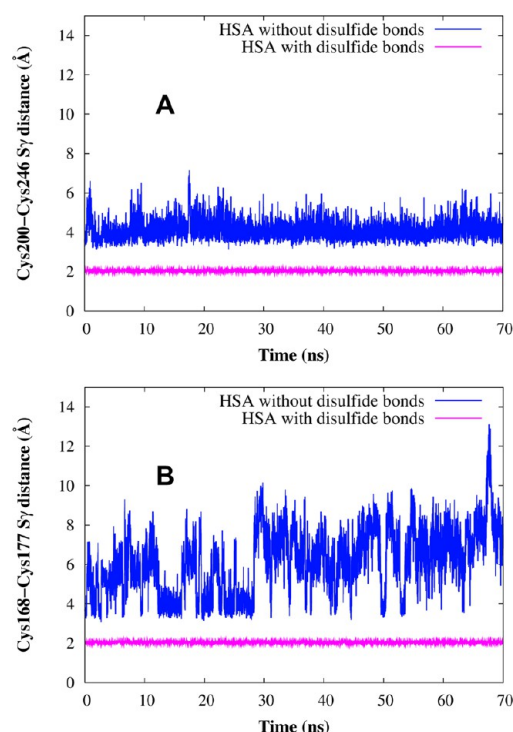 HSA without disulfide bonds
HSA with disulfide bonds
A
Cys200−Cys246 Sγ distance (Å)
14
12
10
8
6
4
2
0
0 10 20 30 40 50 60 70
Time (ns)
HSA without disulfide bonds
HSA with disulfide bonds
B
Cys168−Cys177 Sγ distance (Å)
14
12
10
8
6
4
2
0
0 10 20 30 40 50 60 70
Time (ns)